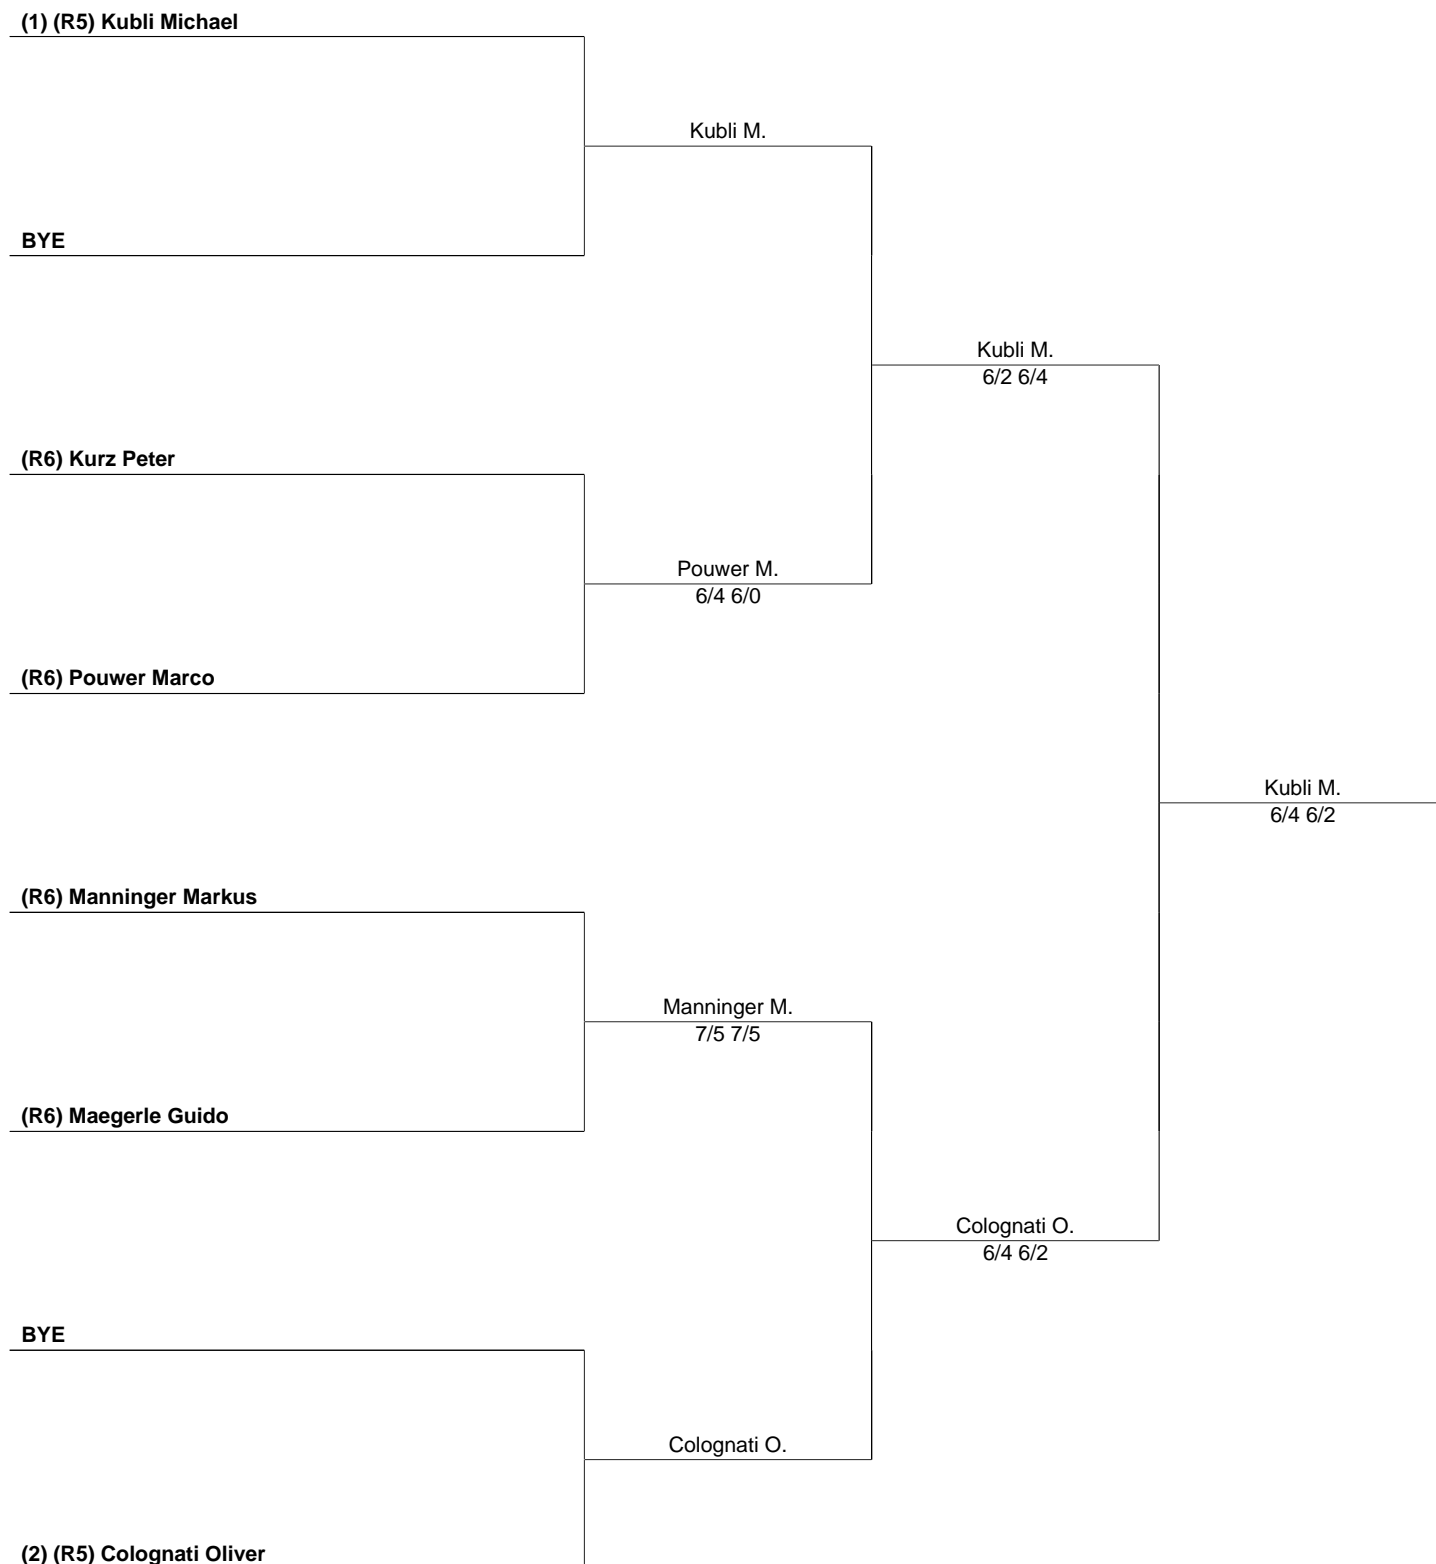 (1) (R5) Kubli Michael
Kubli M.
BYE
Kubli M.
6/2 6/4
(R6) Kurz Peter
Pouwer M.
6/4 6/0
(R6) Pouwer Marco
Kubli M.
6/4 6/2
(R6) Manninger Markus
Manninger M.
7/5 7/5
(R6) Maegerle Guido
Colognati O.
6/4 6/2
BYE
Colognati O.
(2) (R5) Colognati Oliver